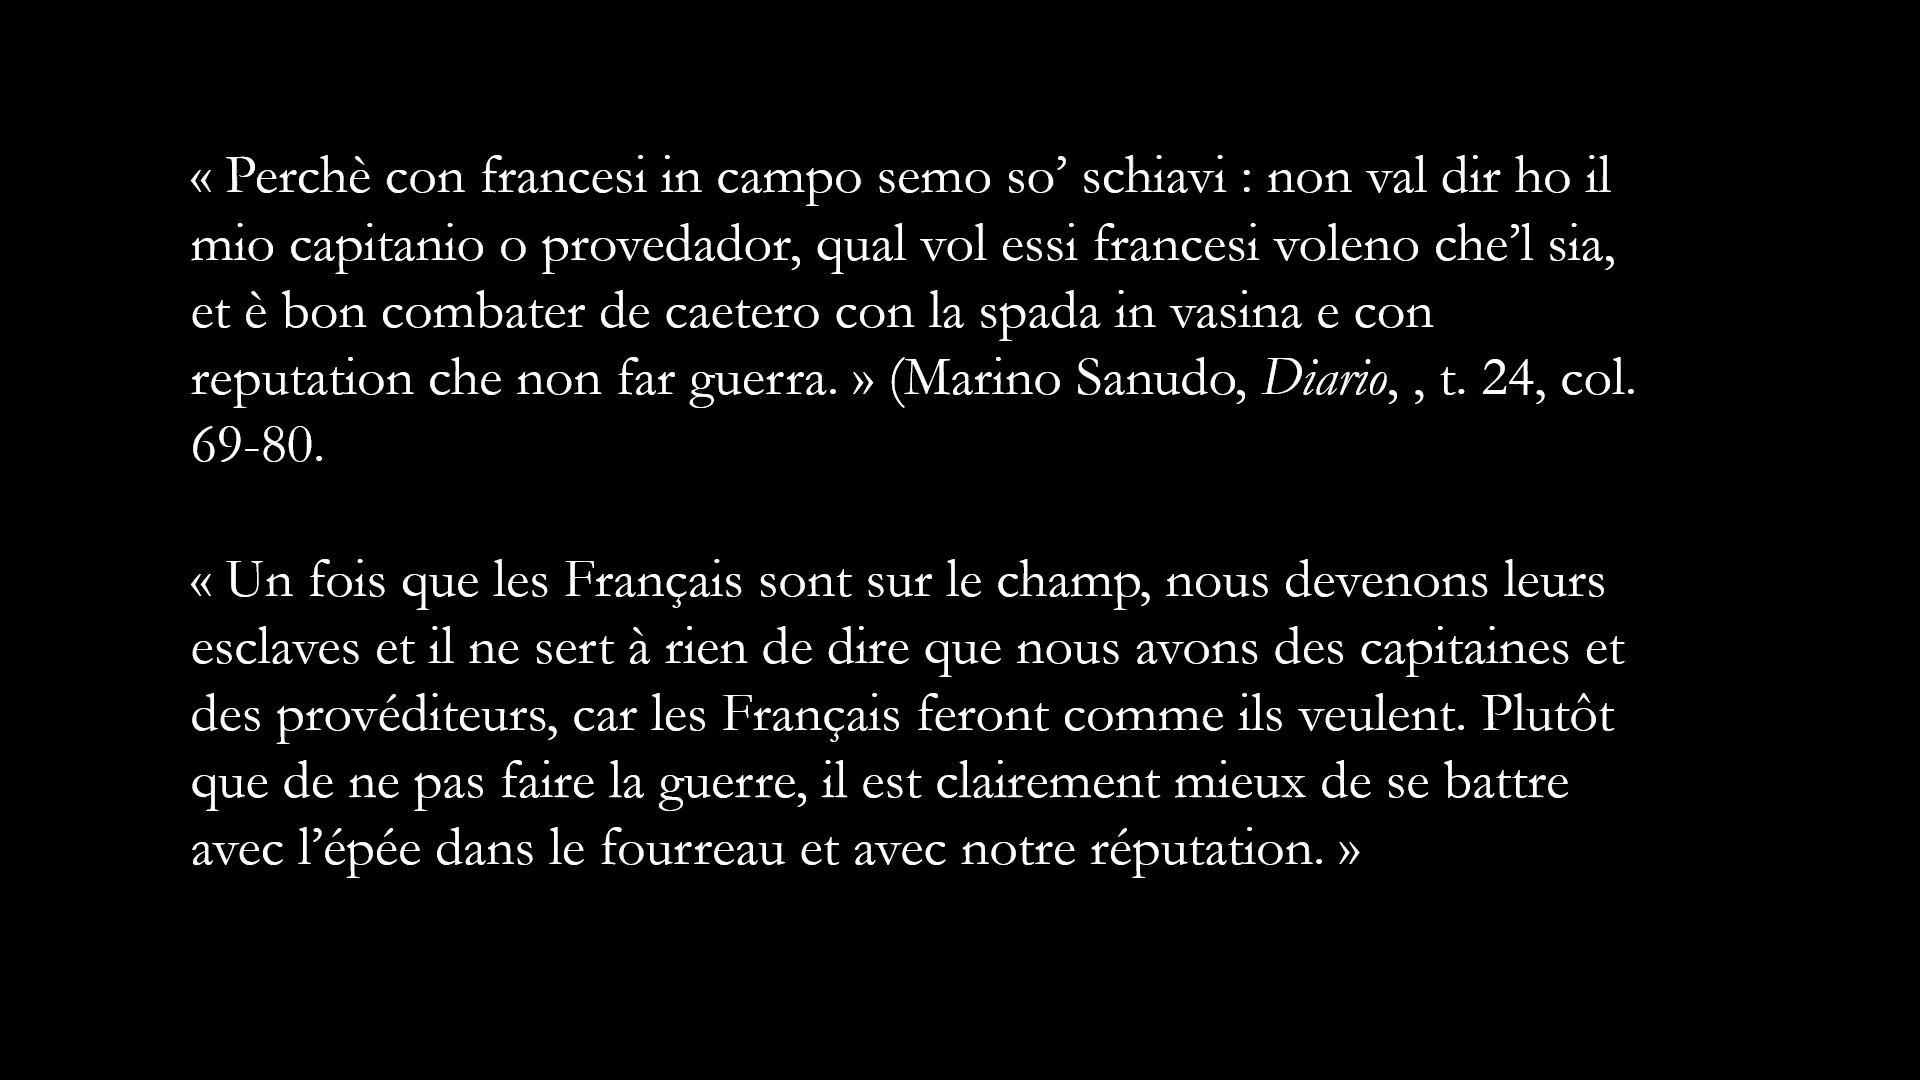 « Perchè con francesi in campo semo so’ schiavi : non val dir ho il
mio capitanio o provedador, qual vol essi francesi voleno che’l sia,
et è bon combater de caetero con la spada in vasina e con
reputation che non far guerra. » (Marino Sanudo, Diario, , t. 24, col.
69-80.
« Un fois que les Français sont sur le champ, nous devenons leurs
esclaves et il ne sert à rien de dire que nous avons des capitaines et
des provéditeurs, car les Français feront comme ils veulent. Plutôt
que de ne pas faire la guerre, il est clairement mieux de se battre
avec l’épée dans le fourreau et avec notre réputation. »